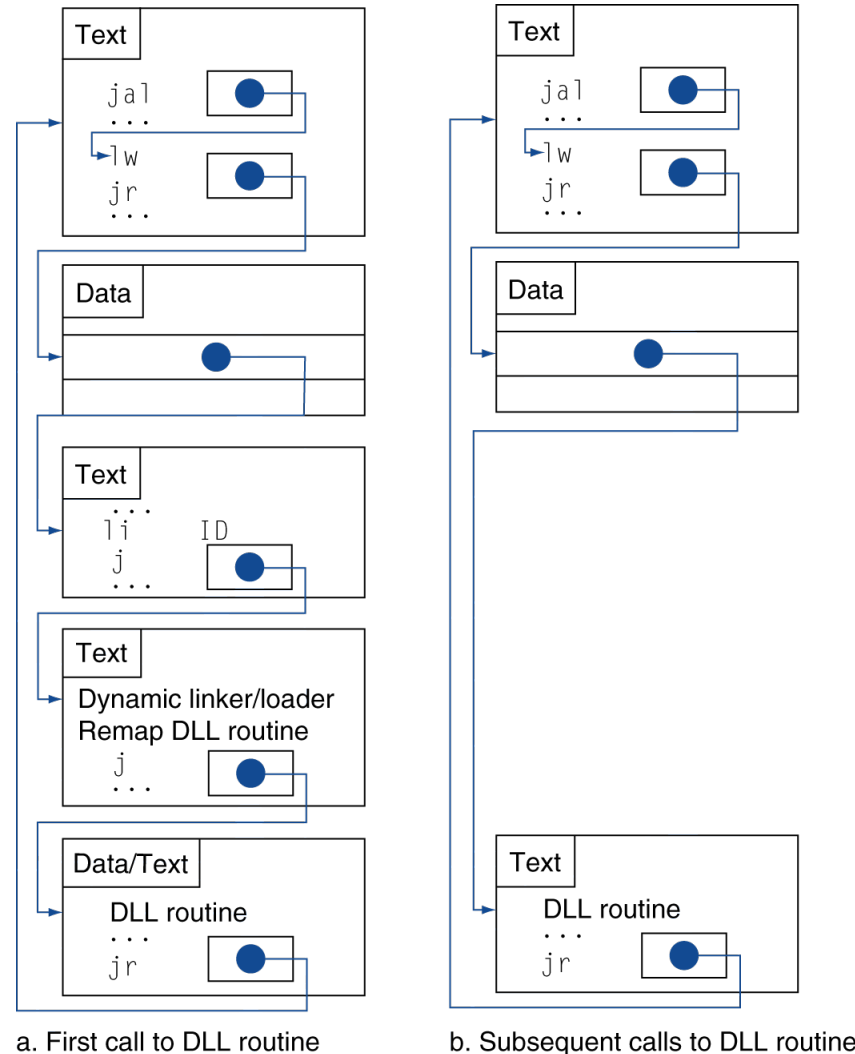 Text
jal
...
lw
jr
...
Data
Text
...
li ID
j
...
Text
Dynamic linker/loader
Remap DLL routine
j
...
Data/Text
DLL routine
...
jr
a. First call to DLL routine
Text
jal
...
lw
jr
...
Data
Text
DLL routine
...
jr
b. Subsequent calls to DLL routine